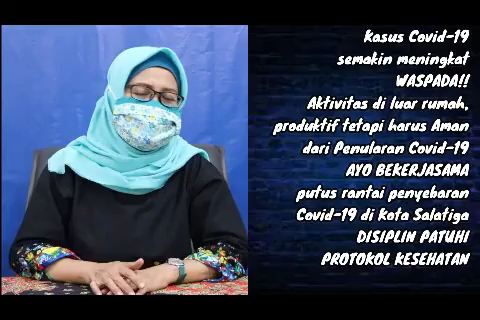 Kasus Covid-19
semakin meningkat
WASPADA!!
Aktivitas di luar rumah,
produktif tetapi harus Aman
dari Penularan Covid-19
AYO BEKERJASAMA
putus rantai penyebaran
Covid-19 di Kota Salatiga
DISIPLIN PATUHI
PROTOKOL KESEHATAN